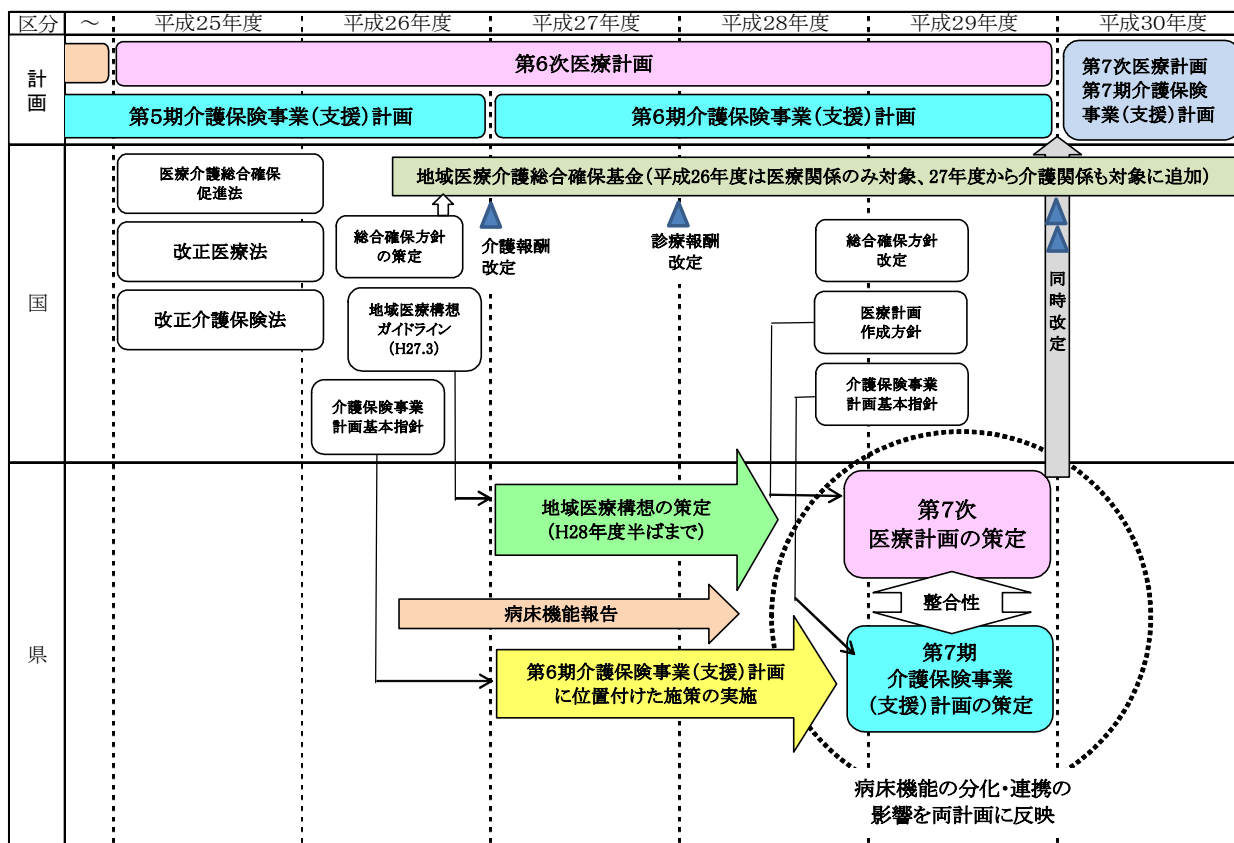 区分 ～ 平成25年度 平成26年度 平成27年度 平成28年度 平成29年度 平成30年度
計
画
第6次医療計画
第7次医療計画
第7期介護保険
事業(支援)計画
第5期介護保険事業(支援)計画
第6期介護保険事業(支援)計画
国
医療介護総合確保
促進法
地域医療介護総合確保基金(平成26年度は医療関係のみ対象、27年度から介護関係も対象に追加)
改正医療法
総合確保方針
の策定
介護報酬
改定
診療報酬
改定
総合確保方針
改定
同時改定
改正介護保険法
地域医療構想
ガイドライン
(H27.3)
医療計画
作成方針
介護保険事業
計画基本指針
介護保険事業
計画基本指針
県
地域医療構想の策定
(H28年度半ばまで)
第7次
医療計画の策定
整合性
病床機能報告
第6期介護保険事業(支援)計画
に位置付けた施策の実施
第7期
介護保険事業
(支援)計画の策定
病床機能の分化・連携の
影響を両計画に反映